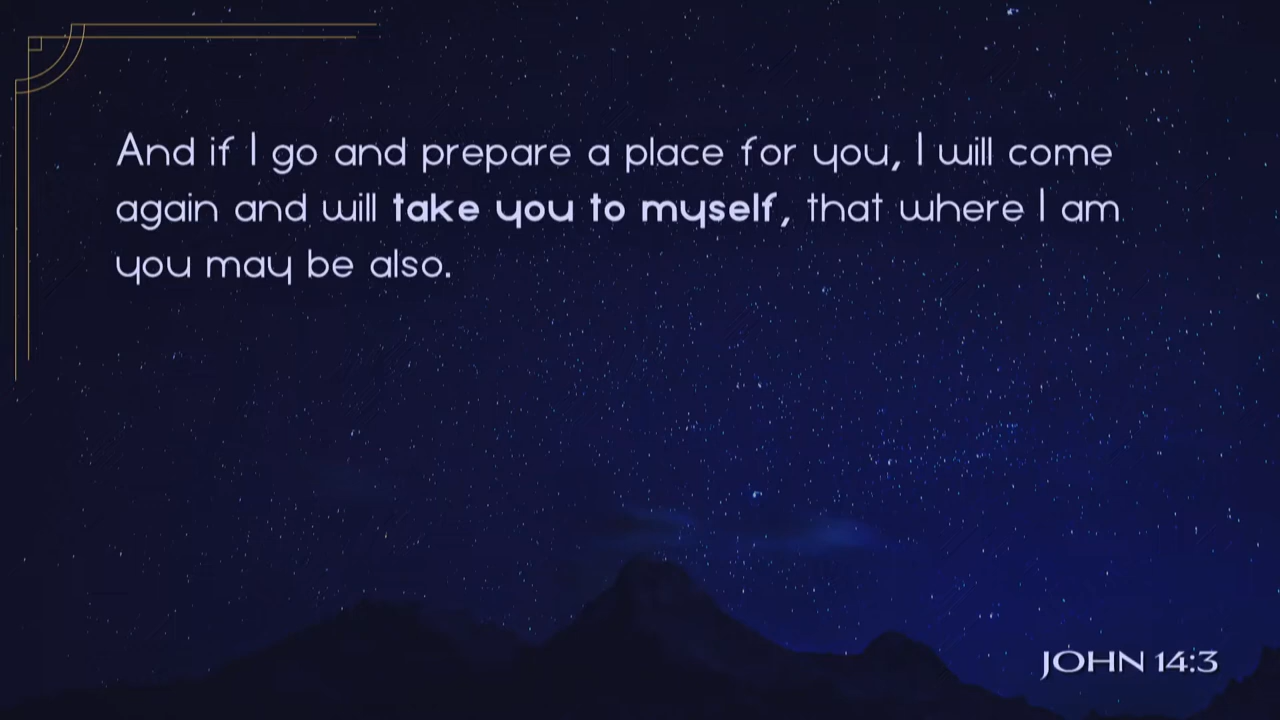 And if I go and prepare a place for you, I will come
again and will take you to myself, that where I am
you may be also.
JOHN 14:3